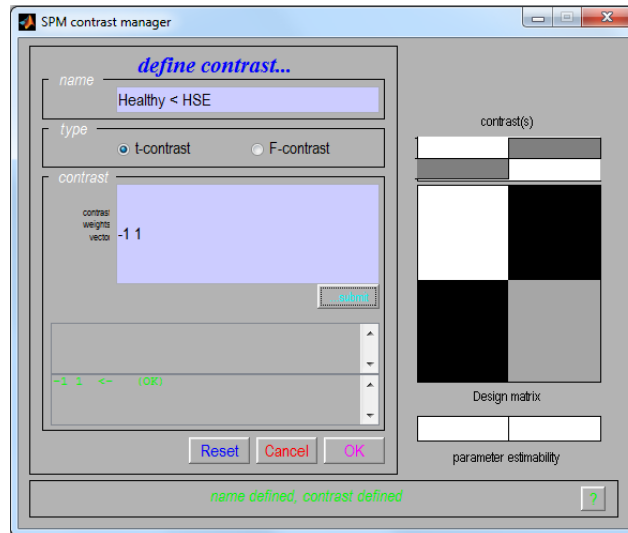 SPM contrast manager
define contrast...
name
Healthy < HSE
type
t-contrast
F-contrast
contrast
contrast
weights
vector
-1 1
...submit
-1 1 <- (OK)
Reset
Cancel
OK
contrast(s)
Design matrix
parameter estimability
name defined, contrast defined
?